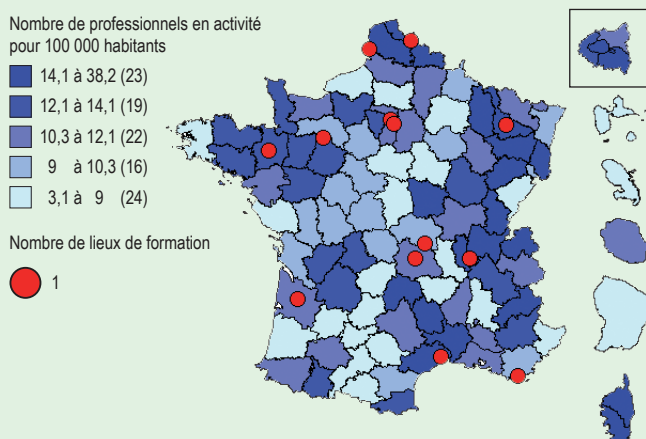 Nombre de professionnels en activité
pour 100 000 habitants
14,1 à 38,2 (23)
12,1 à 14,1 (19)
10,3 à 12,1 (22)
9 à 10,3 (16)
3,1 à 9 (24)
Nombre de lieux de formation
1